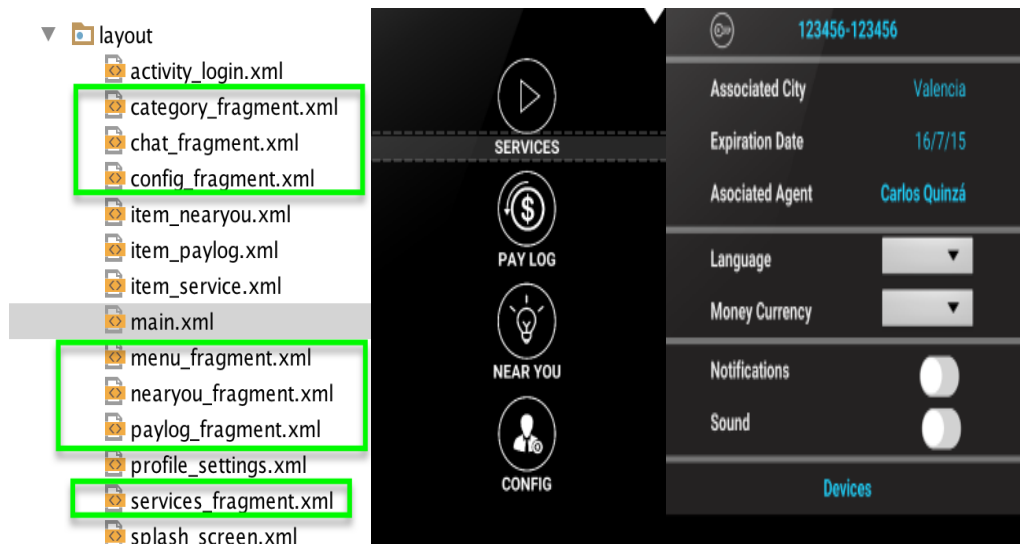 layout
activity_login.xml
category_fragment.xml
chat_fragment.xml
config_fragment.xml
item_nearyou.xml
item_paylog.xml
item_service.xml
main.xml
menu_fragment.xml
nearyou_fragment.xml
paylog_fragment.xml
profile_settings.xml
services_fragment.xml
splash_screen.xml
SERVICES
PAY LOG
NEAR YOU
CONFIG
123456-123456
Associated City Valencia
Expiration Date 16/7/15
Asociated Agent Carlos Quinzá
Language
Money Currency
Notifications
Sound
Devices